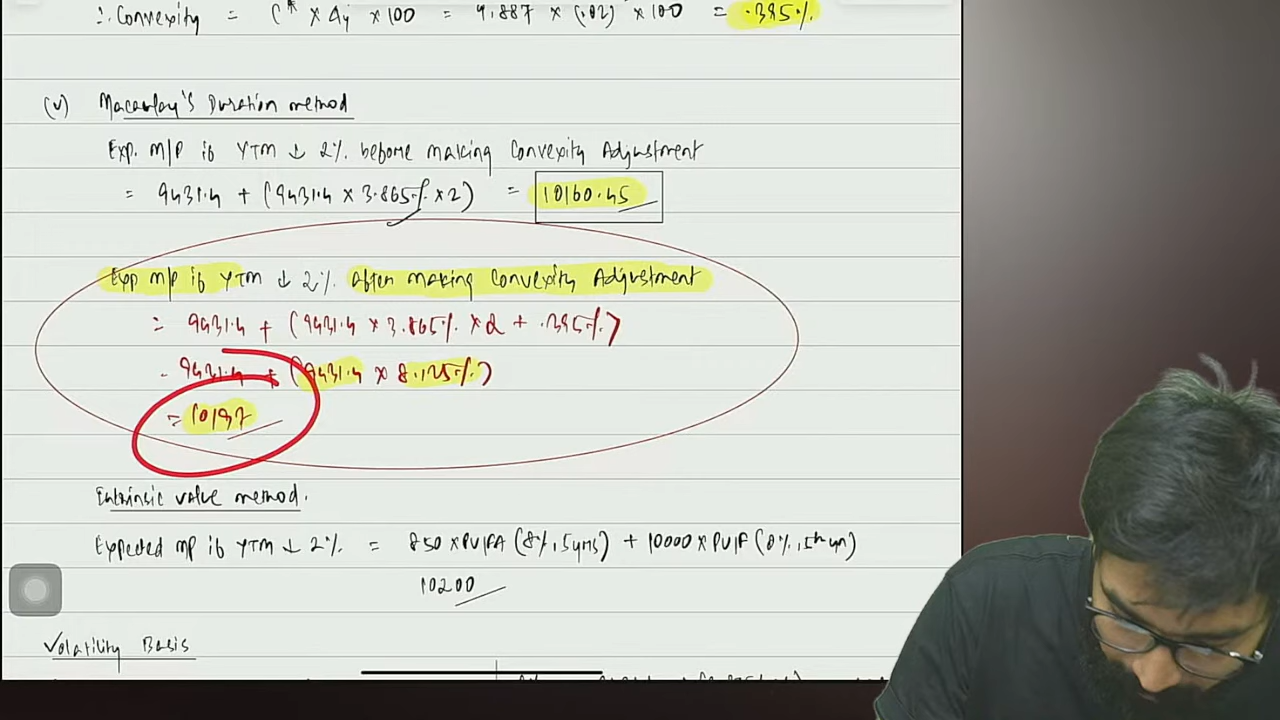 ∴ Convexity = C* × Δy × 100 = 9.887 × (.02) × 100 = .395%
(v) Macaulay's Duration method
Exp. M/P if YTM ↓ 2%. before making Convexity Adjustment
= 9431.4 + (9431.4 × 3.865% × 2) = 10160.45
Exp M/P if YTM ↓ 2%. after making Convexity Adjustment
= 9431.4 + (9431.4 × 3.865% × 2 + .395%)
= 9431.4 + (9431.4 × 8.125%)
= 10197
Intrinsic value method.
Expected MP if YTM ↓ 2%. = 850 × PVIFA (8%, 5yrs) + 10000 × PVIF (8%, 5th yr)
10200
Volatility Basis